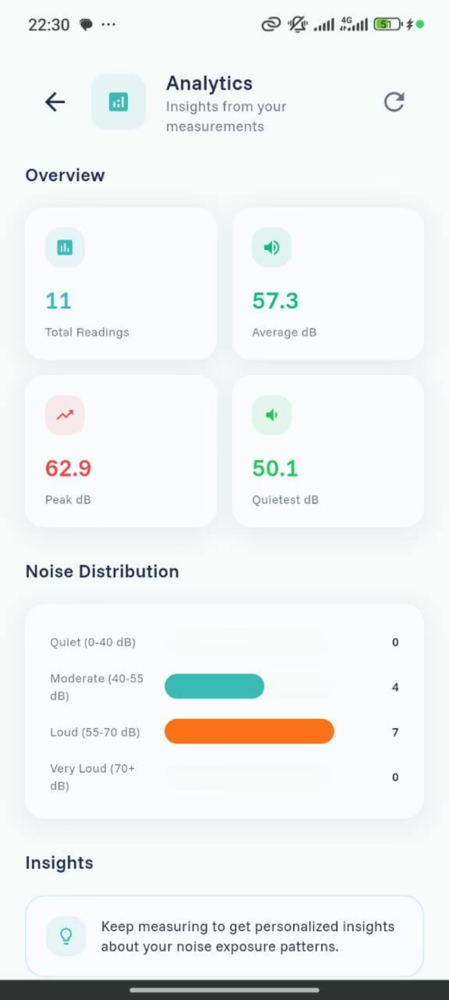 22:30
4G
51
Analytics
Insights from your
measurements
Overview
11
Total Readings
57.3
Average dB
62.9
Peak dB
50.1
Quietest dB
Noise Distribution
Quiet (0-40 dB)
0
Moderate (40-55
dB)
4
Loud (55-70 dB)
7
Very Loud (70+
dB)
0
Insights
Keep measuring to get personalized insights
about your noise exposure patterns.